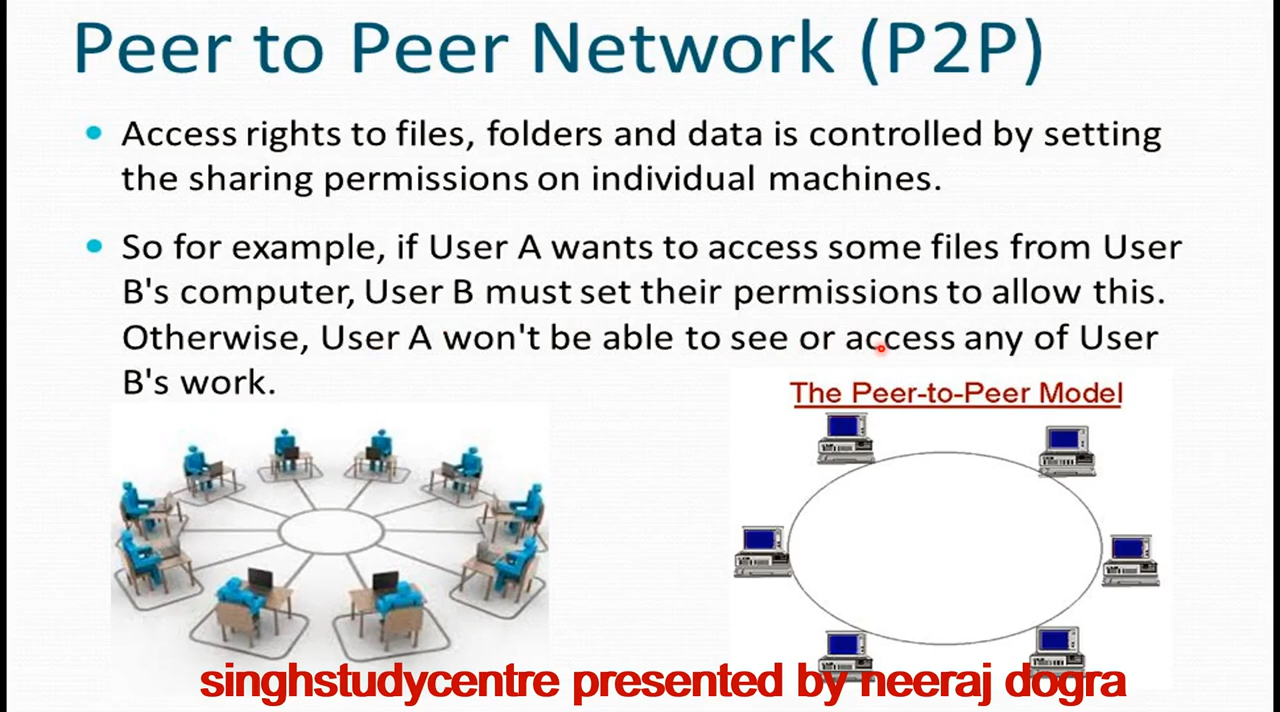 Peer to Peer Network (P2P)
Access rights to files, folders and data is controlled by setting
the sharing permissions on individual machines.
So for example, if User A wants to access some files from User
B's computer, User B must set their permissions to allow this.
Otherwise, User A won't be able to see or access any of User
B's work.
The Peer-to-Peer Model
singhstudycentre presented by neeraj dogra